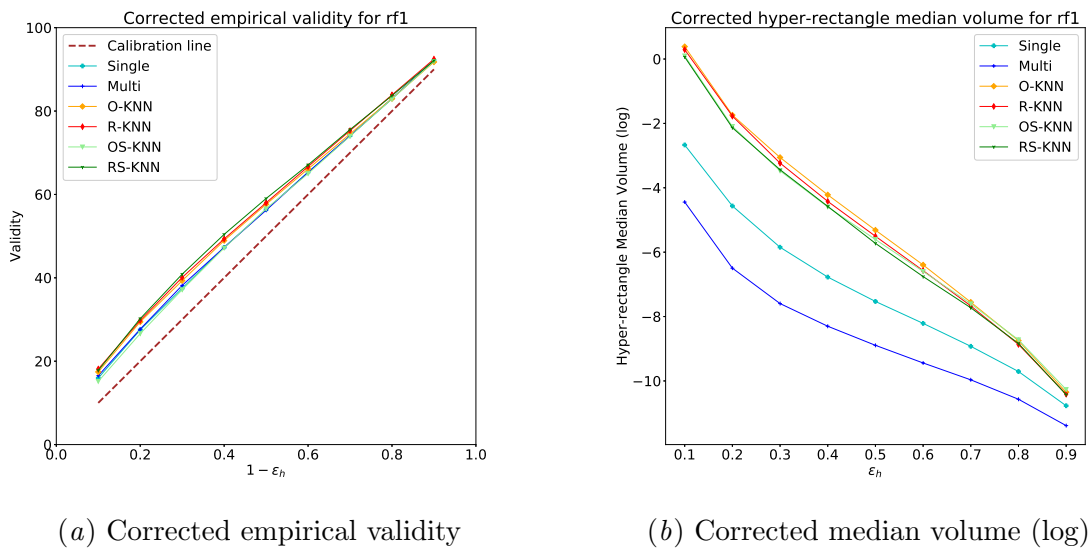 Corrected empirical validity for rf1
100
80
60
40
20
0
Validity
Calibration line
Single
Multi
O-KNN
R-KNN
OS-KNN
RS-KNN
0.0 0.2 0.4 0.6 0.8 1.0
1 − ε_h
(a) Corrected empirical validity
Corrected hyper-rectangle median volume for rf1
0
−2
−4
−6
−8
−10
Hyper-rectangle Median Volume (log)
Single
Multi
O-KNN
R-KNN
OS-KNN
RS-KNN
0.1 0.2 0.3 0.4 0.5 0.6 0.7 0.8 0.9
ε_h
(b) Corrected median volume (log)